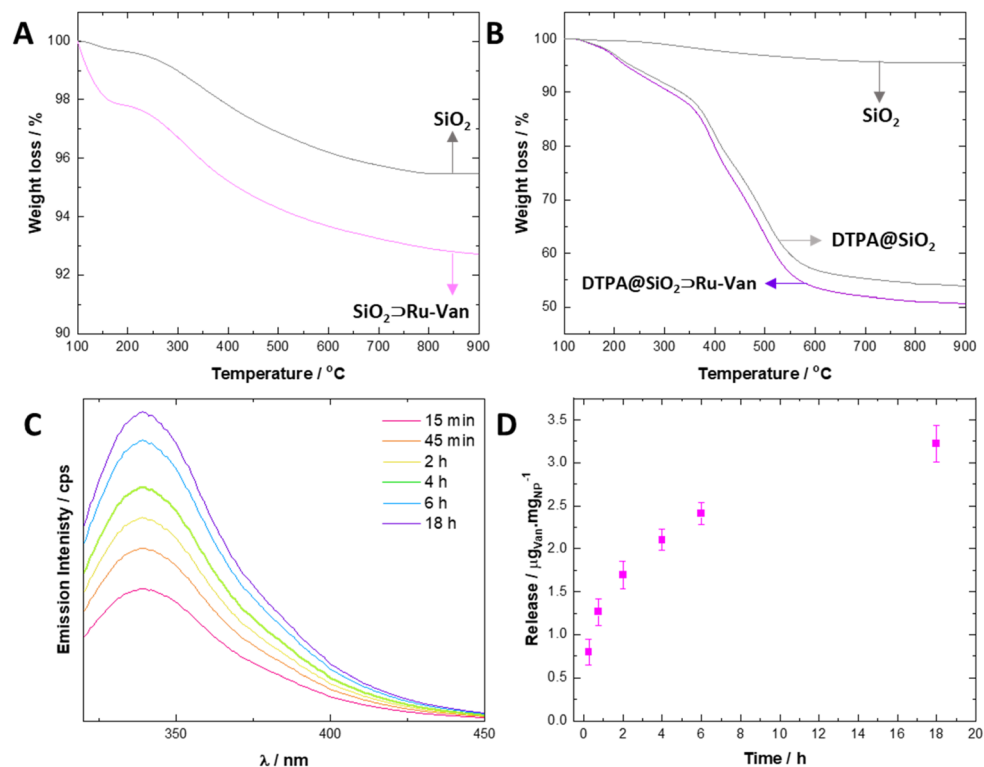 A
Weight loss / %
100
98
96
94
92
90
SiO2
SiO2⊃Ru-Van
100 200 300 400 500 600 700 800 900
Temperature / °C
B
Weight loss / %
100
90
80
70
60
50
SiO2
DTPA@SiO2
DTPA@SiO2⊃Ru-Van
100 200 300 400 500 600 700 800 900
Temperature / °C
C
Emission Intenisty / cps
15 min
45 min
2 h
4 h
6 h
18 h
350 400 450
λ / nm
D
Release / μgVan.mgNP-1
3.5
3.0
2.5
2.0
1.5
1.0
0.5
0.0
0 2 4 6 8 10 12 14 16 18 20
Time / h